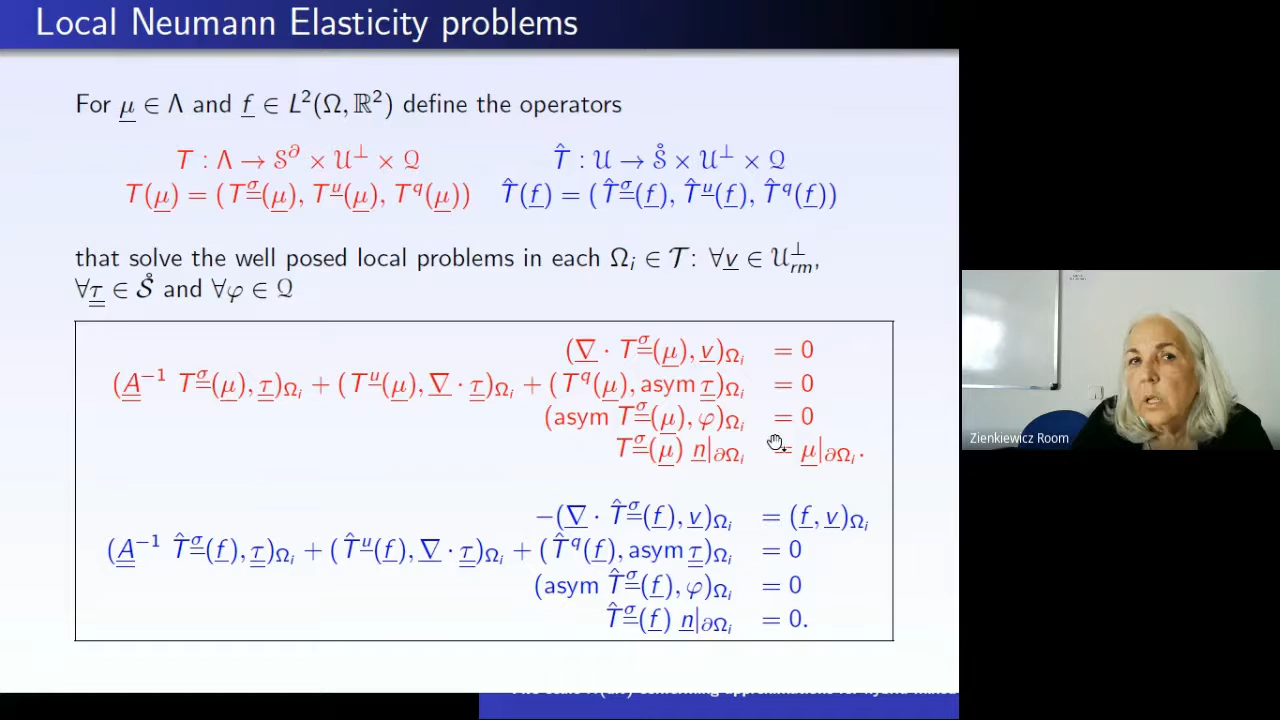 Local Neumann Elasticity problems
For μ ∈ Λ and f ∈ L²(Ω, ℝ²) define the operators
T : Λ → 𝒮^∂ × 𝒰^⊥ × 𝒬
T̂ : 𝒰 → 𝒮̊ × 𝒰^⊥ × 𝒬
T(μ) = (T^σ(μ), T^u(μ), T^q(μ))
T̂(f) = (T̂^σ(f), T̂^u(f), T̂^q(f))
that solve the well posed local problems in each Ω_i ∈ 𝒯: ∀v ∈ 𝒰^⊥_rm,
∀τ ∈ 𝒮̊ and ∀φ ∈ 𝒬
(∇ · T^σ(μ), v)_Ω_i = 0
(A⁻¹ T^σ(μ), τ)_Ω_i + (T^u(μ), ∇ · τ)_Ω_i + (T^q(μ), asym τ)_Ω_i = 0
(asym T^σ(μ), φ)_Ω_i = 0
T^σ(μ) n|_∂Ω_i = μ|_∂Ω_i.
−(∇ · T̂^σ(f), v)_Ω_i = (f, v)_Ω_i
(A⁻¹ T̂^σ(f), τ)_Ω_i + (T̂^u(f), ∇ · τ)_Ω_i + (T̂^q(f), asym τ)_Ω_i = 0
(asym T̂^σ(f), φ)_Ω_i = 0
T̂^σ(f) n|_∂Ω_i = 0.
Zienkiewicz Room